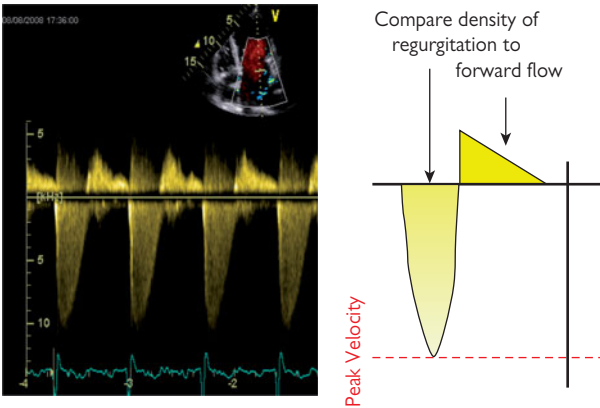 08/08/2008 17:36:00
V
5
10
15
5
[kHz]
5
10
-4
-3
-2
Compare density of
regurgitation to
forward flow
Peak Velocity